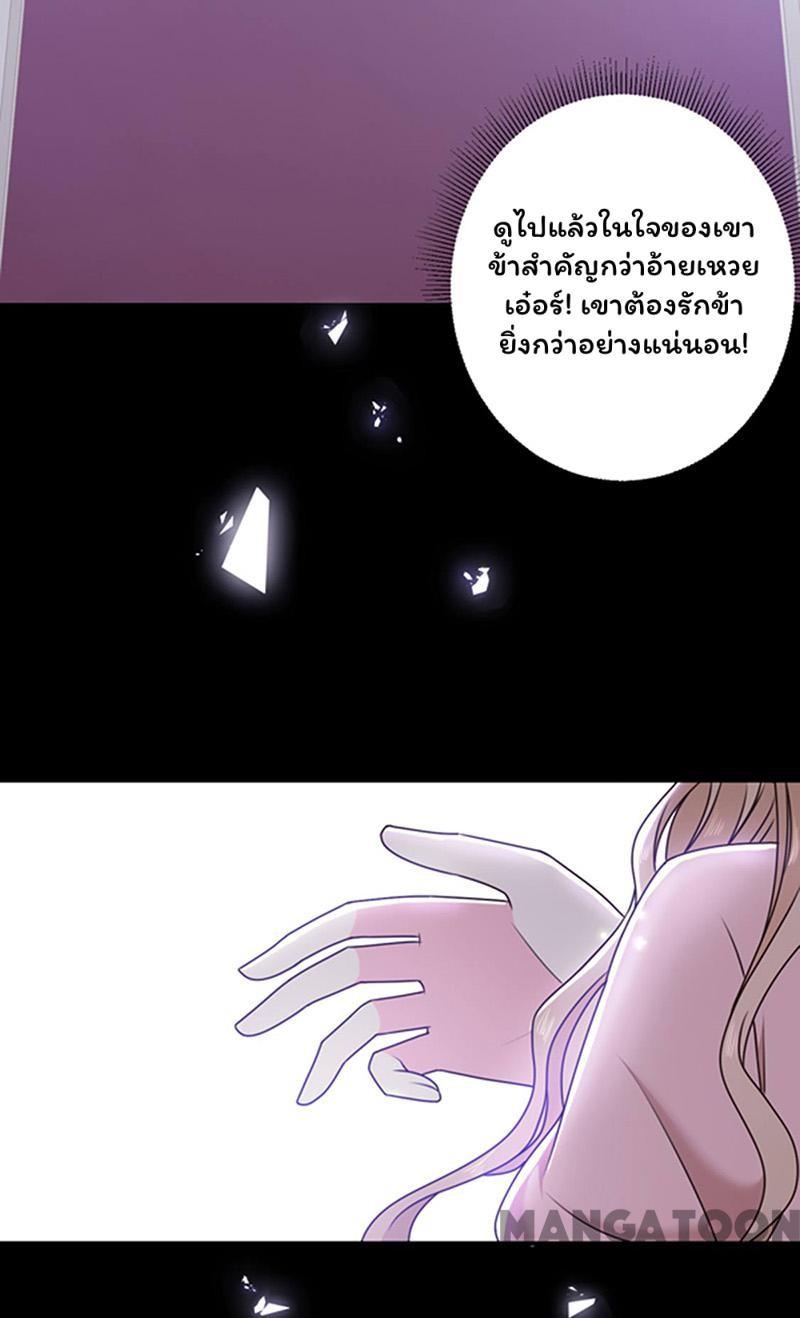 ดูไปแล้วในใจของเขา
ข้าสำคัญกว่าอ้ายเหวย
เอ๋อร์! เขาต้องรักข้า
ยิ่งกว่าอย่างแน่นอน!
MANGATOON